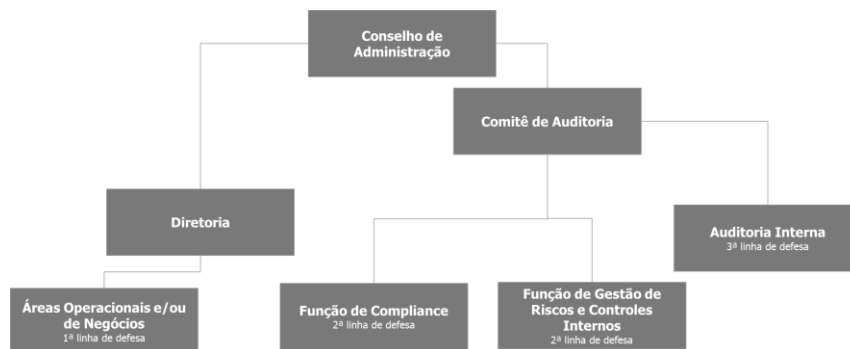 Conselho de
Administração
Comitê de Auditoria
Diretoria
Auditoria Interna
3ª linha de defesa
Áreas Operacionais e/ou
de Negócios
1ª linha de defesa
Função de Compliance
2ª linha de defesa
Função de Gestão de
Riscos e Controles
Internos
2ª linha de defesa